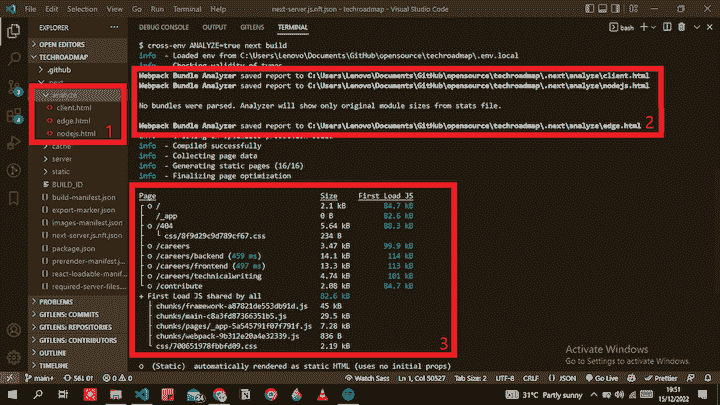 File Edit Selection View Go Run Terminal Help
next-server.js.nft.json - techroadmap - Visual Studio Code
EXPLORER
OPEN EDITORS
TECHROADMAP
.github
.next
analyze
client.html
edge.html
nodejs.html
1
cache
server
static
BUILD_ID
build-manifest.json
export-marker.json
images-manifest.json
next-server.js.nft.json
package.json
prerender-manifest...
react-loadable-manif...
required-server-files...
PROBLEMS
GITLENS: COMMITS
GITLENS: REPOSITORIES
GITLENS: CONTRIBUTORS
OUTLINE
TIMELINE
DEBUG CONSOLE OUTPUT GITLENS TERMINAL
bash
$ cross-env ANALYZE=true next build
info - Loaded env from C:\Users\Lenovo\Documents\GitHub\opensource\techroadmap\.env.local
info - Checking validity of types
Webpack Bundle Analyzer saved report to C:\Users\Lenovo\Documents\GitHub\opensource\techroadmap\.next\analyze\client.html
Webpack Bundle Analyzer saved report to C:\Users\Lenovo\Documents\GitHub\opensource\techroadmap\.next\analyze\nodejs.html
No bundles were parsed. Analyzer will show only original module sizes from stats file.
Webpack Bundle Analyzer saved report to C:\Users\Lenovo\Documents\GitHub\opensource\techroadmap\.next\analyze\edge.html
2
info - Compiled successfully
info - Collecting page data
info - Generating static pages (16/16)
info - Finalizing page optimization
Page Size First Load JS
┌ ○ / 2.1 kB 84.7 kB
├ /_app 0 B 82.6 kB
├ ○ /404 5.64 kB 88.3 kB
├ └ css/8f9d29c9d789cf67.css 234 B
├ ○ /careers 3.47 kB 99.9 kB
├ ○ /careers/backend (459 ms) 14.1 kB 114 kB
├ ○ /careers/frontend (497 ms) 13.3 kB 113 kB
├ ○ /careers/technicalwriting 4.74 kB 101 kB
└ ○ /contribute 2.08 kB 84.7 kB
+ First Load JS shared by all 82.6 kB
├ chunks/framework-a87821de553db91d.js 45 kB
├ chunks/main-c8a3fd87366351b5.js 29.5 kB
├ chunks/pages/_app-5a545791f07f791f.js 7.28 kB
├ chunks/webpack-9b312e20a4e32339.js 836 B
└ css/700651978fbbfd09.css 2.19 kB
3
○ (Static) automatically rendered as static HTML (uses no initial props)
Activate Windows
Go to Settings to activate Windows.
main+ 0 0
Watch Sass Ln 1, Col 50527 Tab Size: 2 UTF-8 CRLF {} JSON Go Live Prettier
31°C Partly sunny
19:51
15/12/2022